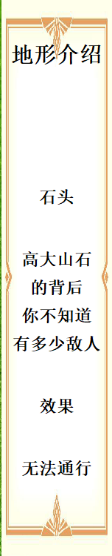 地形介绍
石头
高大山石
的背后
你不知道
有多少敌人
效果
无法通行